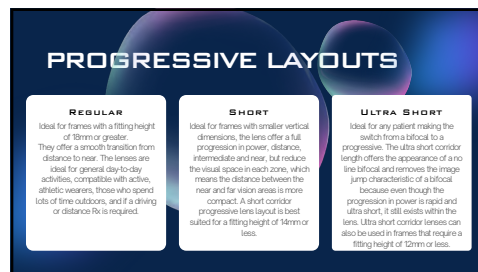 PROGRESSIVE LAYOUTS
REGULAR
Ideal for frames with a fitting height
of 18mm or greater.
They offer a smooth transition from
distance to near. The lenses are
ideal for general day-to-day
activities, compatible with active,
athletic wearers, those who spend
lots of time outdoors, and if a driving
or distance Rx is required.
SHORT
Ideal for frames with smaller vertical
dimensions, the lens offer a full
progression in power, distance,
intermediate and near, but reduce
the visual space in each zone, which
means the distance between the
near and far vision areas is more
compact. A short corridor
progressive lens layout is best
suited for a fitting height of 14mm or
less.
ULTRA SHORT
Ideal for any patient making the
switch from a bifocal to a
progressive. The ultra short corridor
length offers the appearance of a no
line bifocal and removes the image
jump characteristic of a bifocal
because even though the
progression in power is rapid and
ultra short, it still exists within the
lens. Ultra short corridor lenses can
also be used in frames that require a
fitting height of 12mm or less.